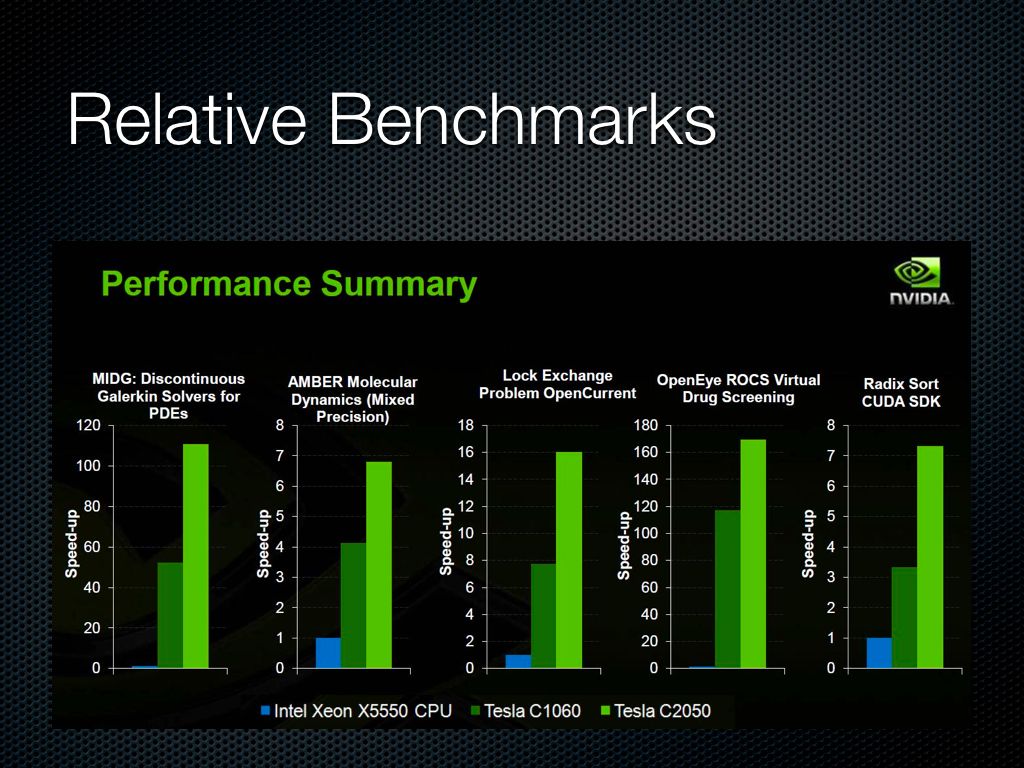 Relative Benchmarks
Performance Summary
NVIDIA.
MIDG: Discontinuous
Galerkin Solvers for
PDEs
120
100
80
60
40
20
0
Speed-up
AMBER Molecular
Dynamics (Mixed
Precision)
8
7
6
5
4
3
2
1
0
Speed-up
Lock Exchange
Problem OpenCurrent
18
16
14
12
10
8
6
4
2
0
Speed-up
OpenEye ROCS Virtual
Drug Screening
180
160
140
120
100
80
60
40
20
0
Speed-up
Radix Sort
CUDA SDK
8
7
6
5
4
3
2
1
0
Speed-up
Intel Xeon X5550 CPU
Tesla C1060
Tesla C2050